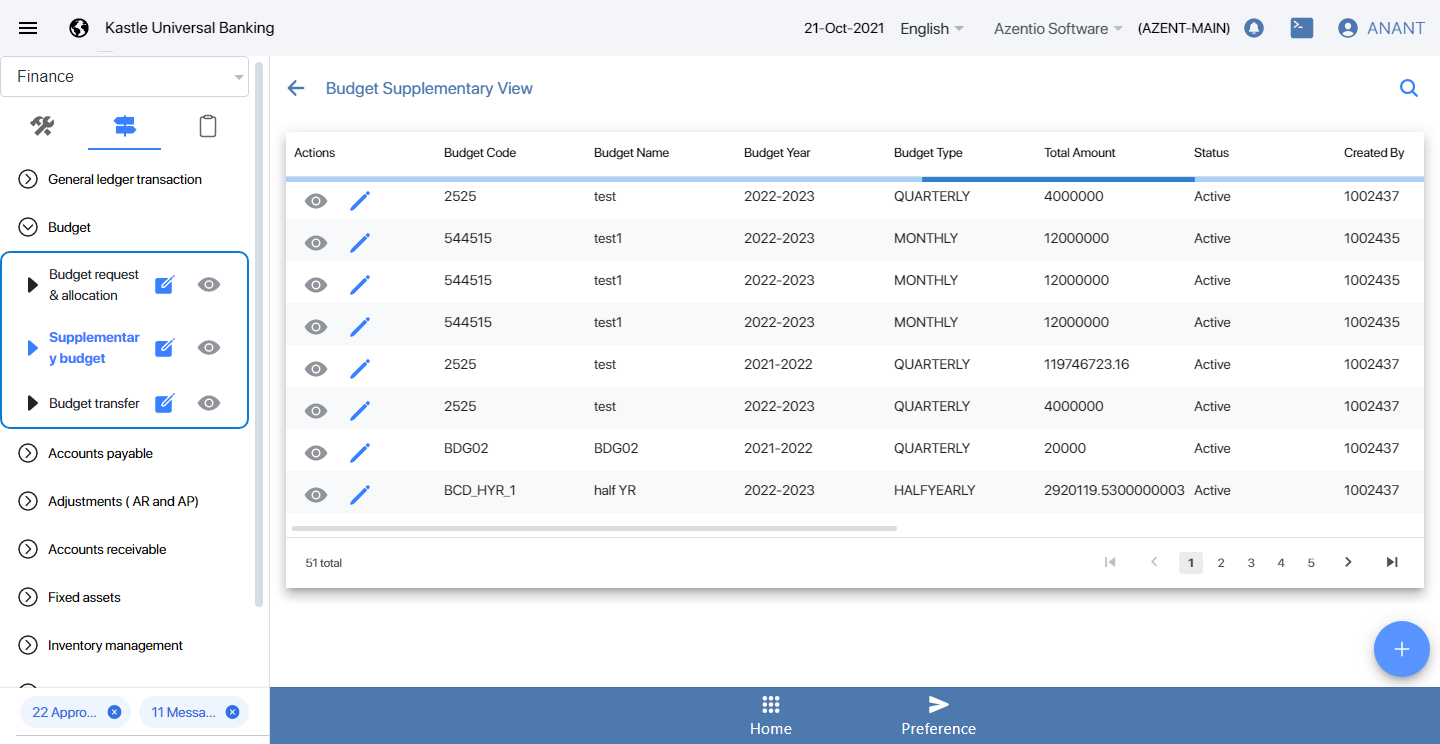 Kastle Universal Banking
21-Oct-2021 English Azentio Software (AZENT-MAIN) ANANT
Finance
Budget Supplementary View
General ledger transaction
Budget
Budget request
& allocation
Supplementar
y budget
Budget transfer
Accounts payable
Adjustments ( AR and AP)
Accounts receivable
Fixed assets
Inventory management
22 Appro... 11 Messa...
Actions Budget Code Budget Name Budget Year Budget Type Total Amount Status Created By
2525 test 2022-2023 QUARTERLY 4000000 Active 1002437
544515 test1 2022-2023 MONTHLY 12000000 Active 1002435
544515 test1 2022-2023 MONTHLY 12000000 Active 1002435
544515 test1 2022-2023 MONTHLY 12000000 Active 1002435
2525 test 2021-2022 QUARTERLY 119746723.16 Active 1002437
2525 test 2022-2023 QUARTERLY 4000000 Active 1002437
BDG02 BDG02 2021-2022 QUARTERLY 20000 Active 1002437
BCD_HYR_1 half YR 2022-2023 HALFYEARLY 2920119.5300000003 Active 1002437
51 total 1 2 3 4 5
Home Preference